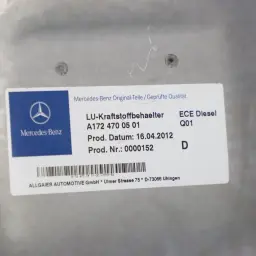 Mercedes-Benz Original-Teile / Geprüfte Qualität.
LU-Kraftstoffbehaelter ECE Diesel
A172 470 05 01 Q01
Prod. Datum: 16.04.2012
Mercedes-Benz
Prod. Nr.: 0000152 D
ALLGAIER AUTOMOTIVE GmbH * Ulmer Strasse 75 * D-73066 Uhingen